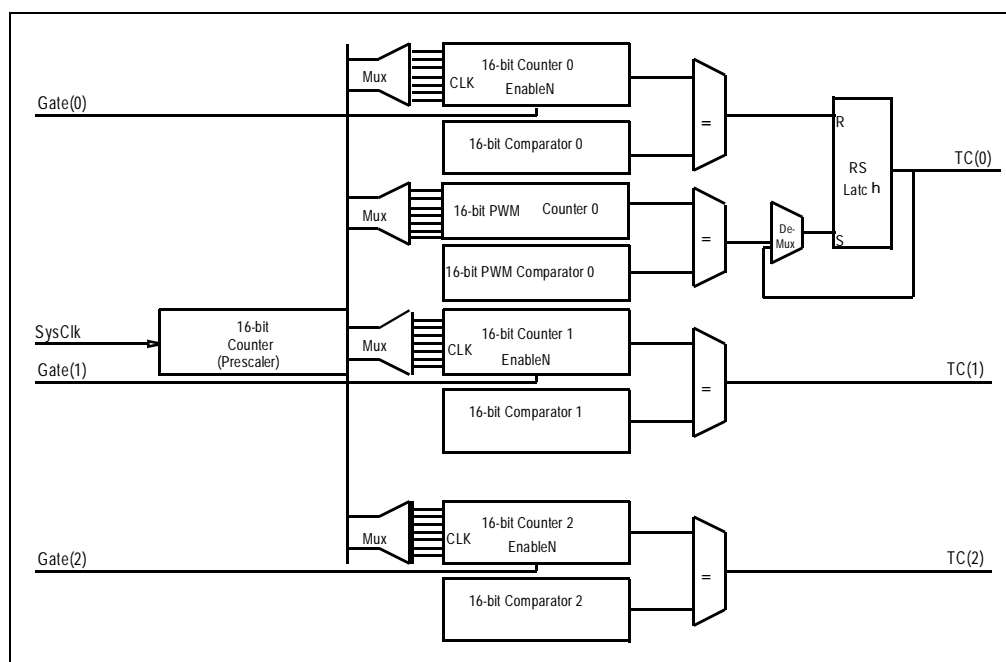 16-bit Counter 0
Mux
CLK
EnableN
Gate(0)
16-bit Comparator 0
=
R
RS
Latc h
TC(0)
16-bit PWM Counter 0
Mux
De-
Mux
S
=
16-bit PWM Comparator 0
SysClk
16-bit
Counter
(Prescaler)
Mux
16-bit Counter 1
CLK
EnableN
Gate(1)
TC(1)
=
16-bit Comparator 1
16-bit Counter 2
Mux
CLK
EnableN
Gate(2)
TC(2)
=
16-bit Comparator 2